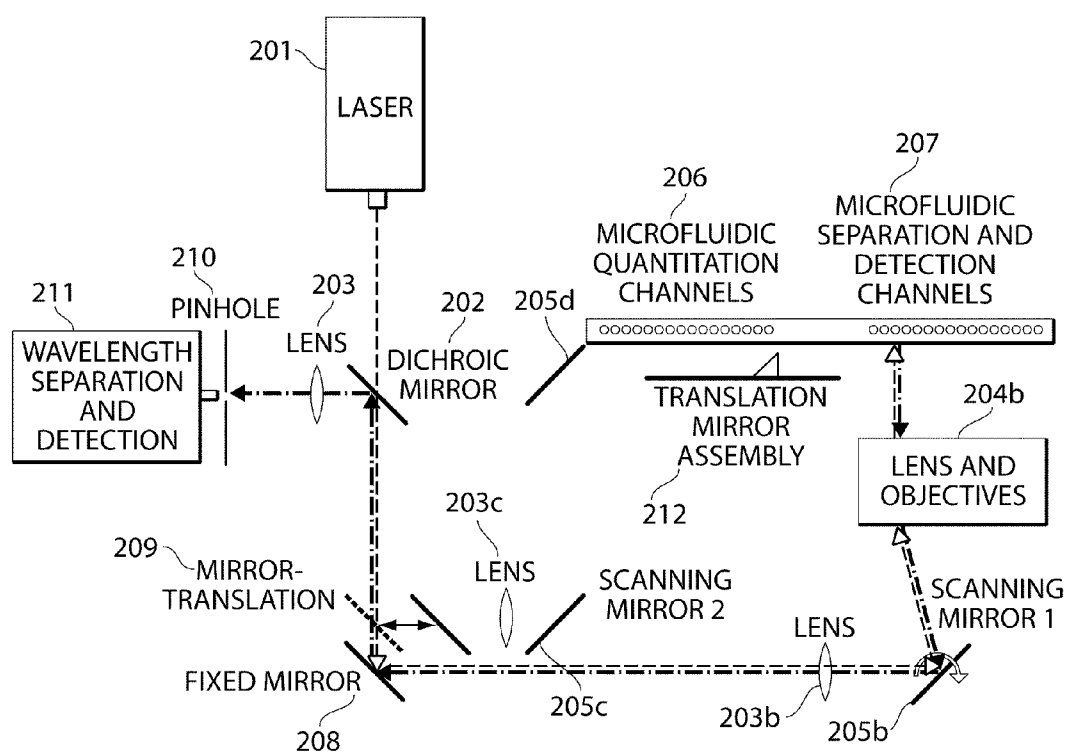 201
LASER
207
206
MICROFLUIDIC
SEPARATION AND
DETECTION
CHANNELS
MICROFLUIDIC
QUANTITATION
CHANNELS
210
211
PINHOLE
203
LENS
202
DICHROIC
MIRROR
205d
WAVELENGTH
SEPARATION
AND
DETECTION
TRANSLATION
MIRROR
ASSEMBLY
212
204b
LENS AND
OBJECTIVES
209
MIRROR-
TRANSLATION
203c
LENS
SCANNING
MIRROR 2
SCANNING
MIRROR 1
LENS
FIXED MIRROR
208
205c
203b
205b